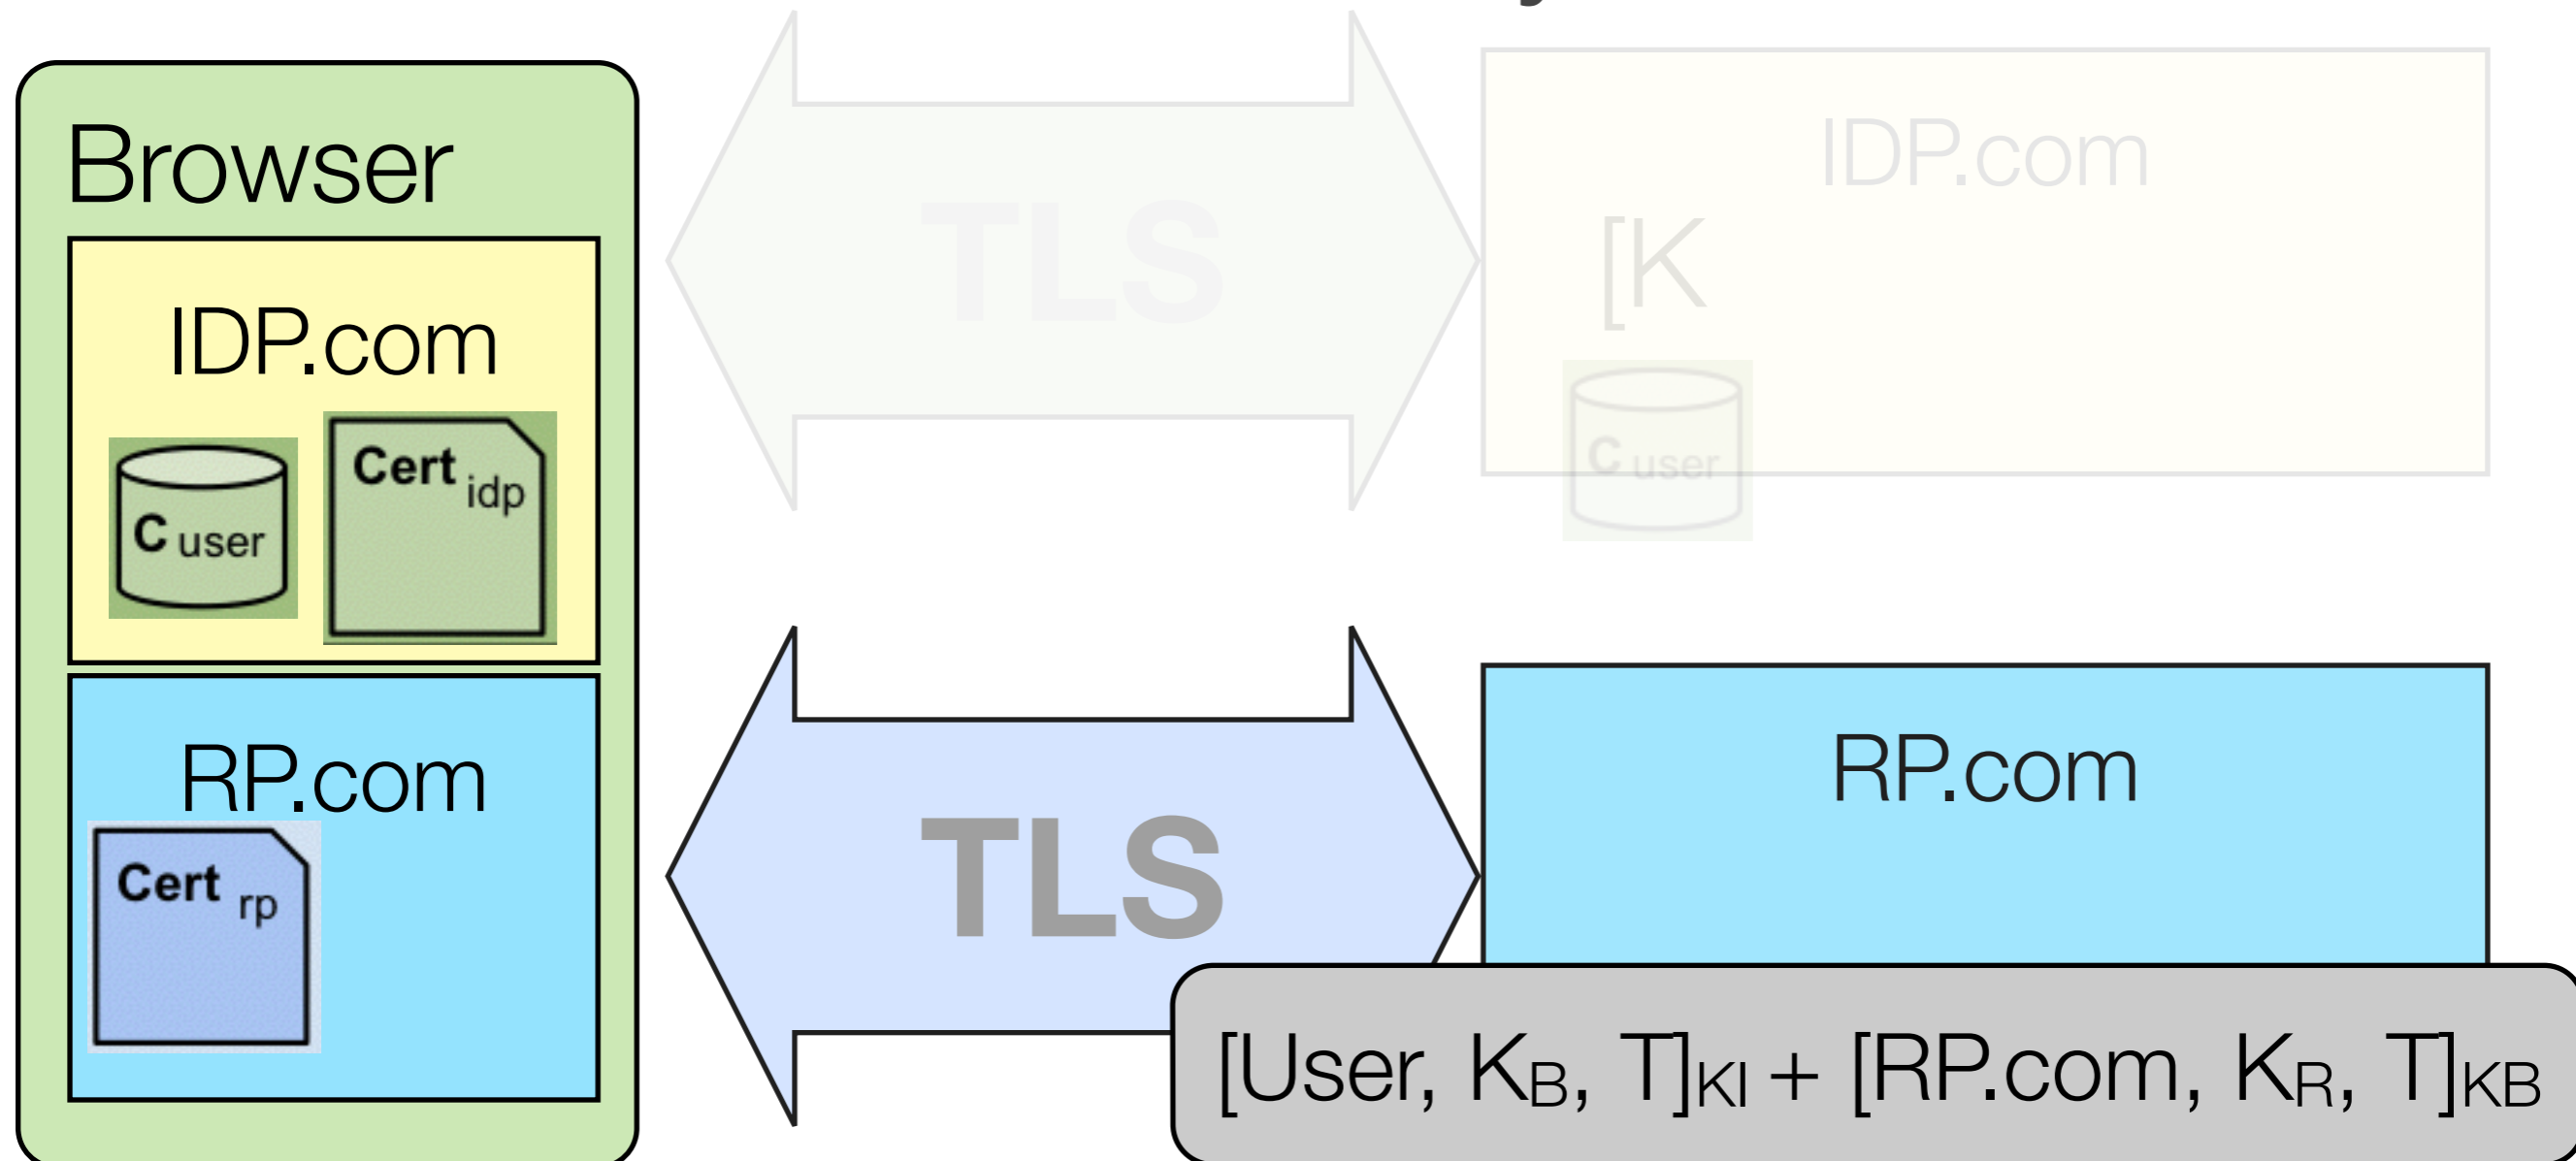 Browser
IDP.com
C user
Cert idp
RP.com
Cert rp
TLS
IDP.com
[K
C user
TLS
RP.com
[User, KB, T]KI + [RP.com, KR, T]KB